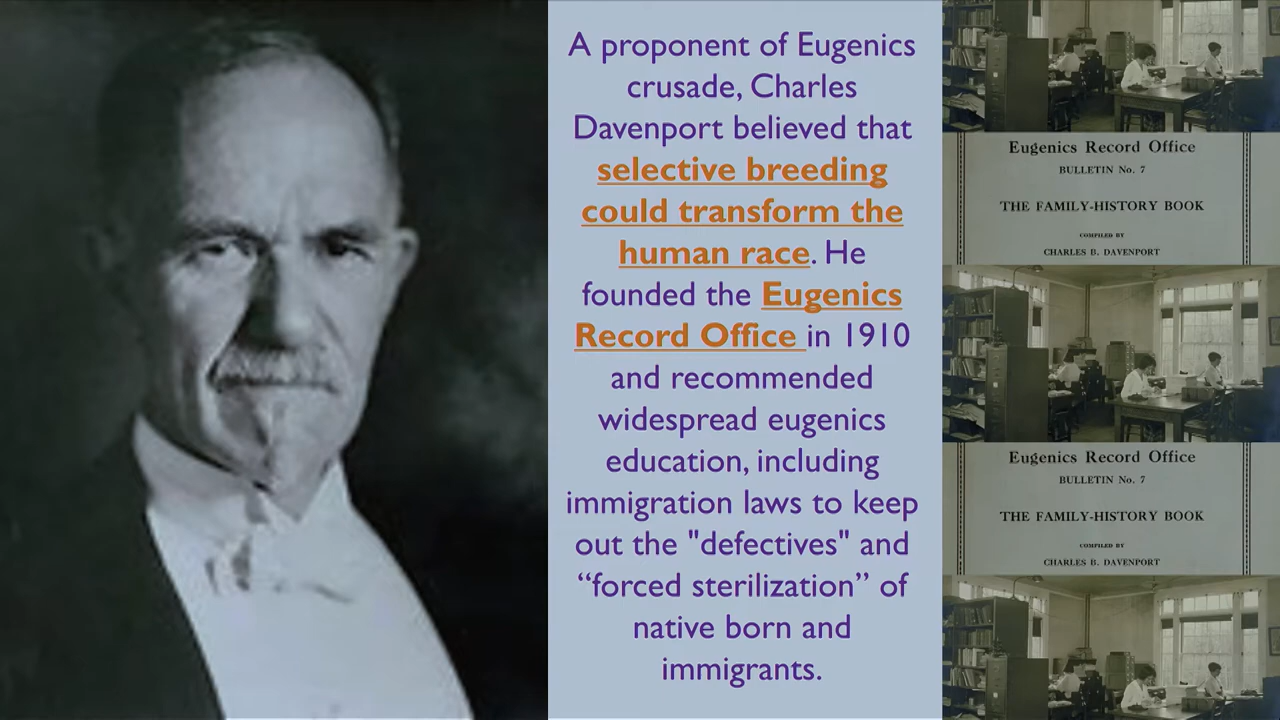 A proponent of Eugenics
crusade, Charles
Davenport believed that
selective breeding
could transform the
human race. He
founded the Eugenics
Record Office in 1910
and recommended
widespread eugenics
education, including
immigration laws to keep
out the "defectives" and
“forced sterilization” of
native born and
immigrants.
Eugenics Record Office
BULLETIN No. 7
THE FAMILY-HISTORY BOOK
COMPILED BY
CHARLES B. DAVENPORT
Eugenics Record Office
BULLETIN No. 7
THE FAMILY-HISTORY BOOK
COMPILED BY
CHARLES B. DAVENPORT